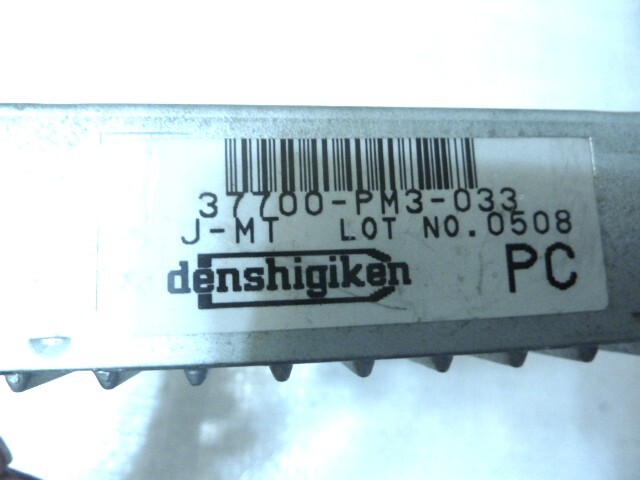 37700-PM3-033
J-MT LOT NO.0508
denshigiken PC